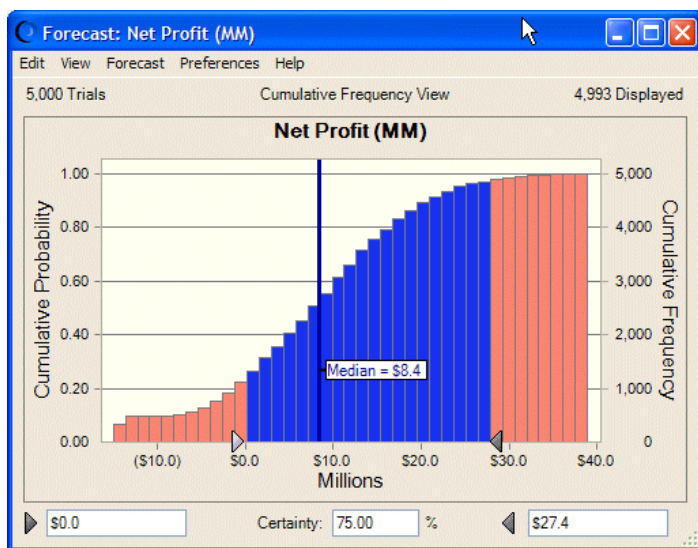 Forecast: Net Profit (MM)
Edit View Forecast Preferences Help
5,000 Trials Cumulative Frequency View 4,993 Displayed
Net Profit (MM)
Cumulative Probability
1.00
0.80
0.60
0.40
0.20
0.00
Median = $8.4
5,000
4,000
3,000
2,000
1,000
0
Cumulative Frequency
($10.0) $0.0 $10.0 $20.0 $30.0 $40.0
Millions
$0.0 Certainty: 75.00 % $27.4